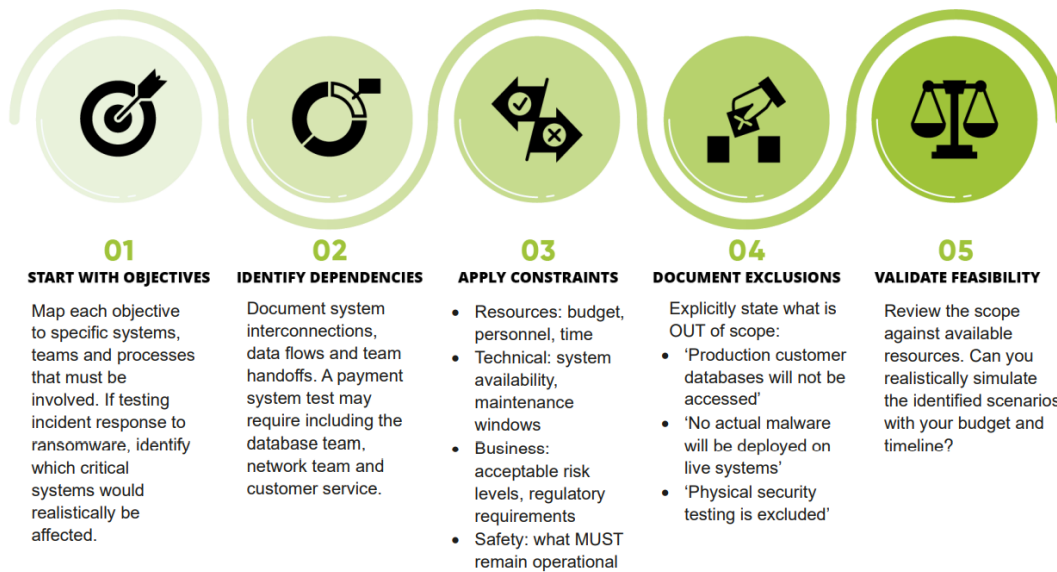 01
START WITH OBJECTIVES
Map each objective
to specific systems,
teams and processes
that must be
involved. If testing
incident response to
ransomware, identify
which critical
systems would
realistically be
affected.
02
IDENTIFY DEPENDENCIES
Document system
interconnections,
data flows and team
handoffs. A payment
system test may
require including the
database team,
network team and
customer service.
03
APPLY CONSTRAINTS
• Resources: budget,
personnel, time
• Technical: system
availability,
maintenance
windows
• Business:
acceptable risk
levels, regulatory
requirements
• Safety: what MUST
remain operational
04
DOCUMENT EXCLUSIONS
Explicitly state what is
OUT of scope:
• ‘Production customer
databases will not be
accessed’
• ‘No actual malware
will be deployed on
live systems’
• ‘Physical security
testing is excluded’
05
VALIDATE FEASIBILITY
Review the scope
against available
resources. Can you
realistically simulate
the identified scenarios
with your budget and
timeline?